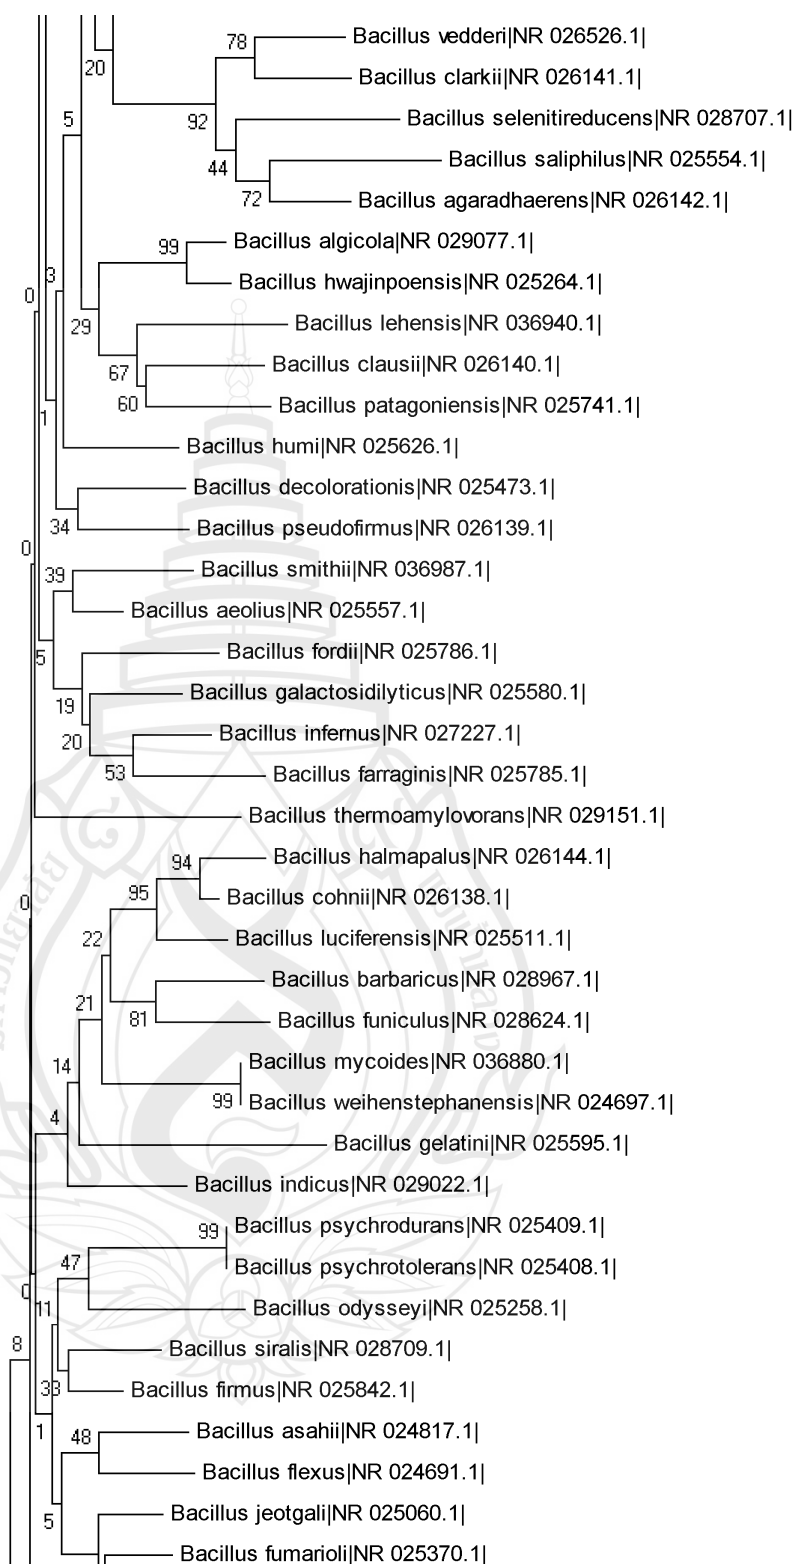 Bacillus vedderi|NR 026526.1|
78
Bacillus clarkii|NR 026141.1|
20
Bacillus selenitireducens|NR 028707.1|
5
92
Bacillus saliphilus|NR 025554.1|
44
Bacillus agaradhaerens|NR 026142.1|
72
Bacillus algicola|NR 029077.1|
99
Bacillus hwajinpoensis|NR 025264.1|
3
0
Bacillus lehensis|NR 036940.1|
29
Bacillus clausii|NR 026140.1|
67
Bacillus patagoniensis|NR 025741.1|
60
1
Bacillus humi|NR 025626.1|
Bacillus decolorationis|NR 025473.1|
34
Bacillus pseudofirmus|NR 026139.1|
0
Bacillus smithii|NR 036987.1|
39
Bacillus aeolius|NR 025557.1|
Bacillus fordii|NR 025786.1|
5
Bacillus galactosidilyticus|NR 025580.1|
19
Bacillus infernus|NR 027227.1|
20
Bacillus farraginis|NR 025785.1|
53
Bacillus thermoamylovorans|NR 029151.1|
Bacillus halmapalus|NR 026144.1|
94
Bacillus cohnii|NR 026138.1|
95
0
Bacillus luciferensis|NR 025511.1|
22
Bacillus barbaricus|NR 028967.1|
21
Bacillus funiculus|NR 028624.1|
81
Bacillus mycoides|NR 036880.1|
14
Bacillus weihenstephanensis|NR 024697.1|
99
4
Bacillus gelatini|NR 025595.1|
Bacillus indicus|NR 029022.1|
Bacillus psychrodurans|NR 025409.1|
99
Bacillus psychrotolerans|NR 025408.1|
47
0
Bacillus odysseyi|NR 025258.1|
11
Bacillus siralis|NR 028709.1|
8
Bacillus firmus|NR 025842.1|
33
Bacillus asahii|NR 024817.1|
1
48
Bacillus flexus|NR 024691.1|
Bacillus jeotgali|NR 025060.1|
5
Bacillus fumarioli|NR 025370.1|